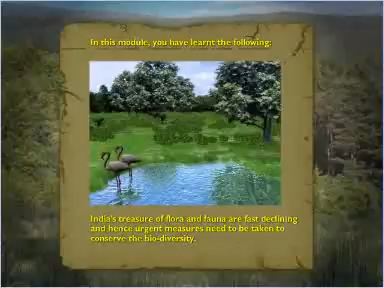 In this module, you have learnt the following:
India's treasure of flora and fauna are fast declining
and hence urgent measures need to be taken to
conserve the bio-diversity.